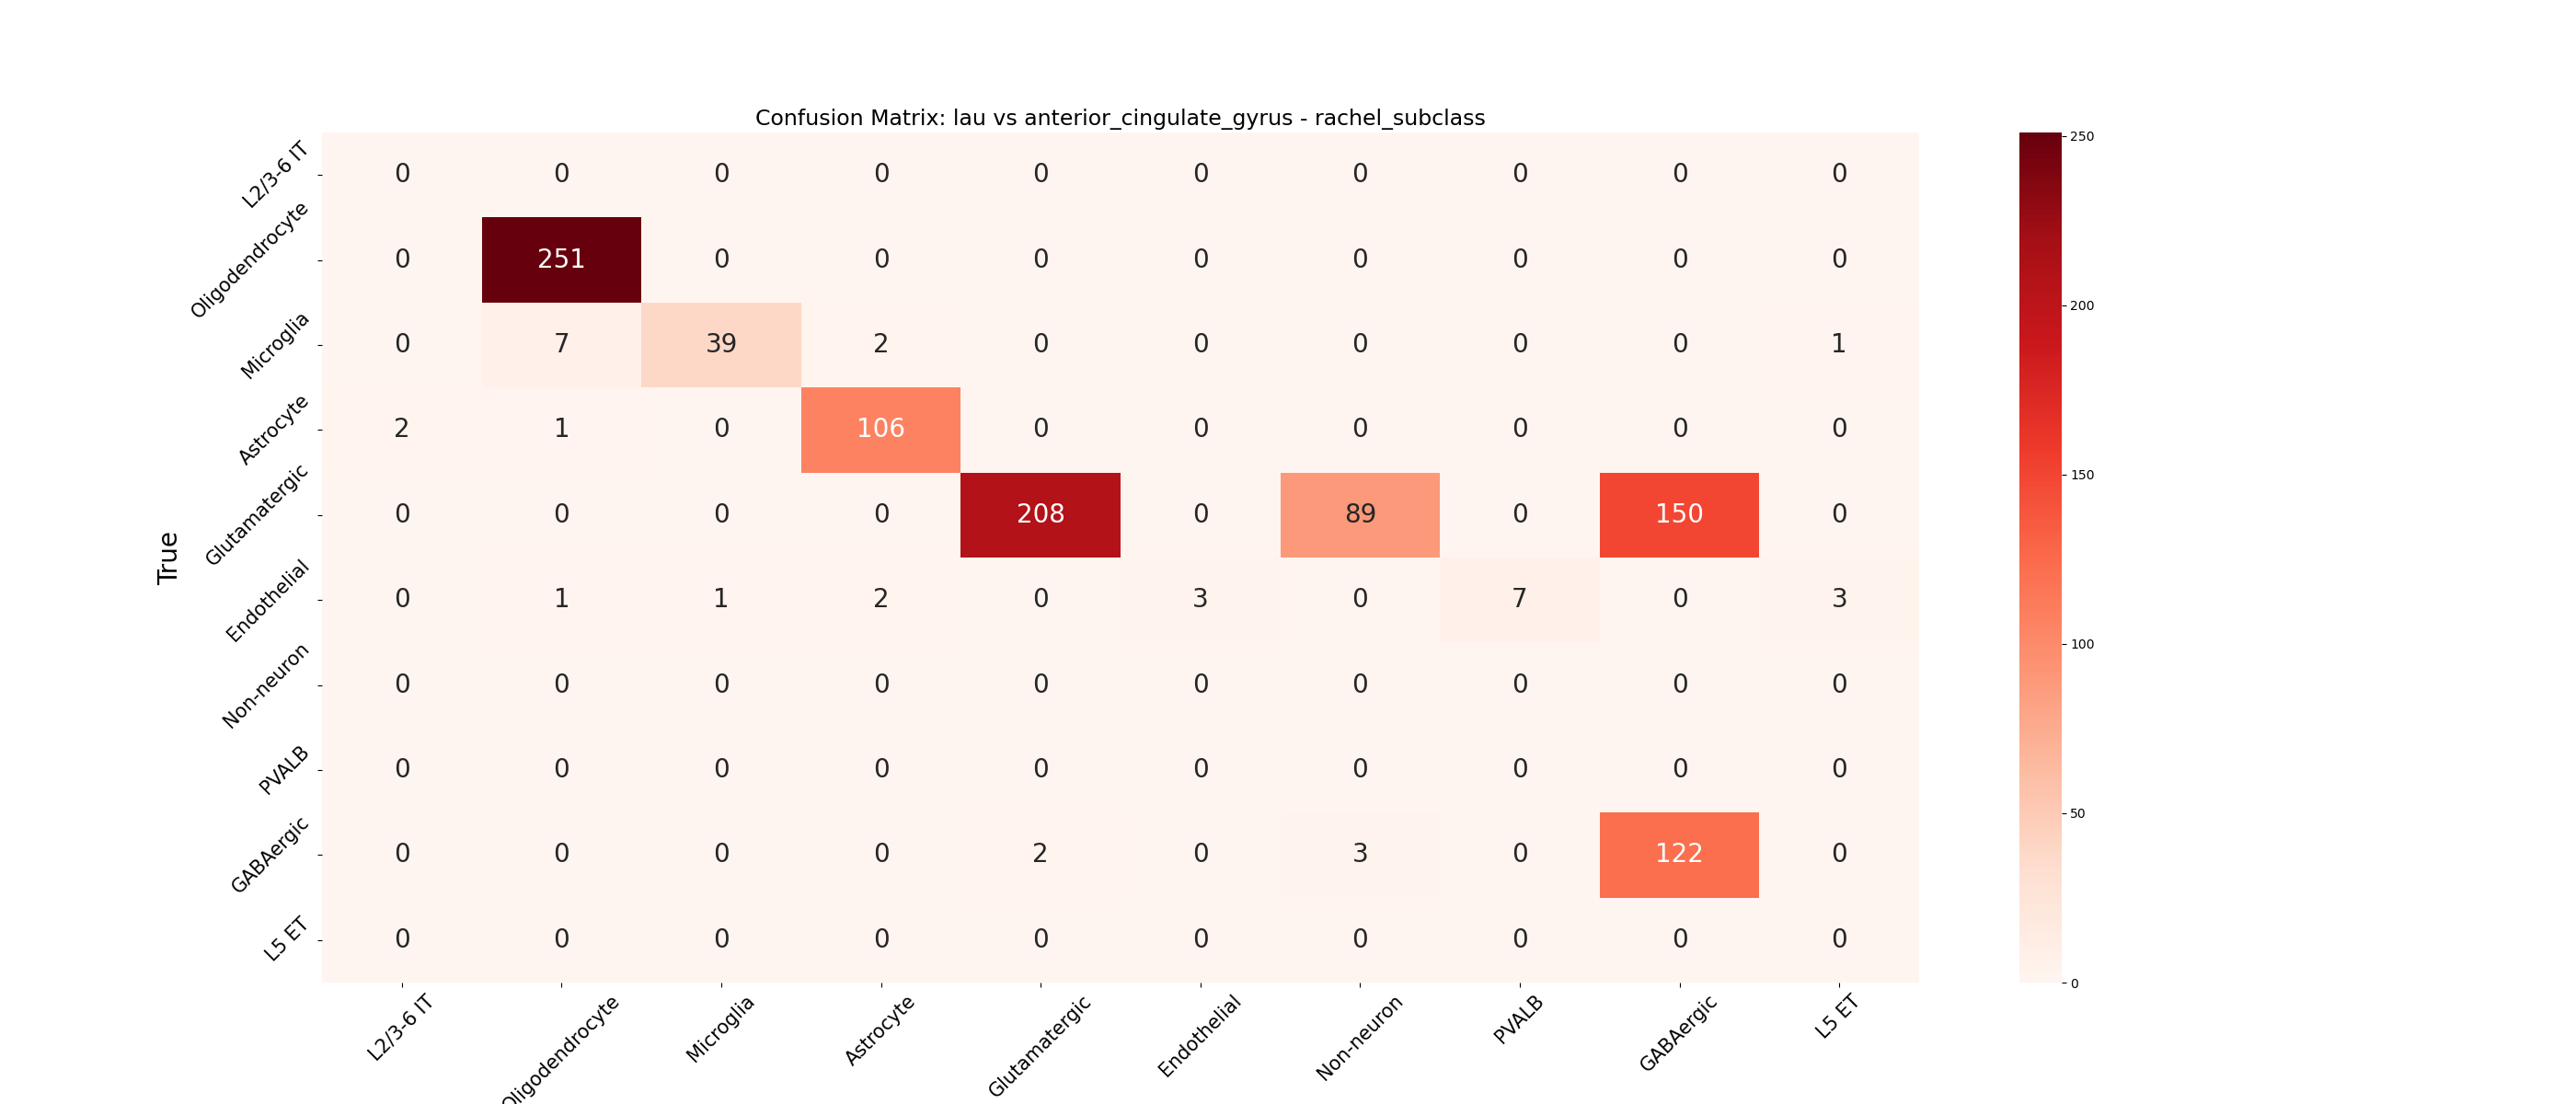 Confusion Matrix: lau vs anterior_cingulate_gyrus - rachel_subclass
True
L2/3-6 IT 0 0 0 0 0 0 0 0 0 0
Oligodendrocyte 0 251 0 0 0 0 0 0 0 0
Microglia 0 7 39 2 0 0 0 0 0 1
Astrocyte 2 1 0 106 0 0 0 0 0 0
Glutamatergic 0 0 0 0 208 0 89 0 150 0
Endothelial 0 1 1 2 0 3 0 7 0 3
Non-neuron 0 0 0 0 0 0 0 0 0 0
PVALB 0 0 0 0 0 0 0 0 0 0
GABAergic 0 0 0 0 2 0 3 0 122 0
L5 ET 0 0 0 0 0 0 0 0 0 0
L2/3-6 IT Oligodendrocyte Microglia Astrocyte Glutamatergic Endothelial Non-neuron PVALB GABAergic L5 ET
250
200
150
100
50
0